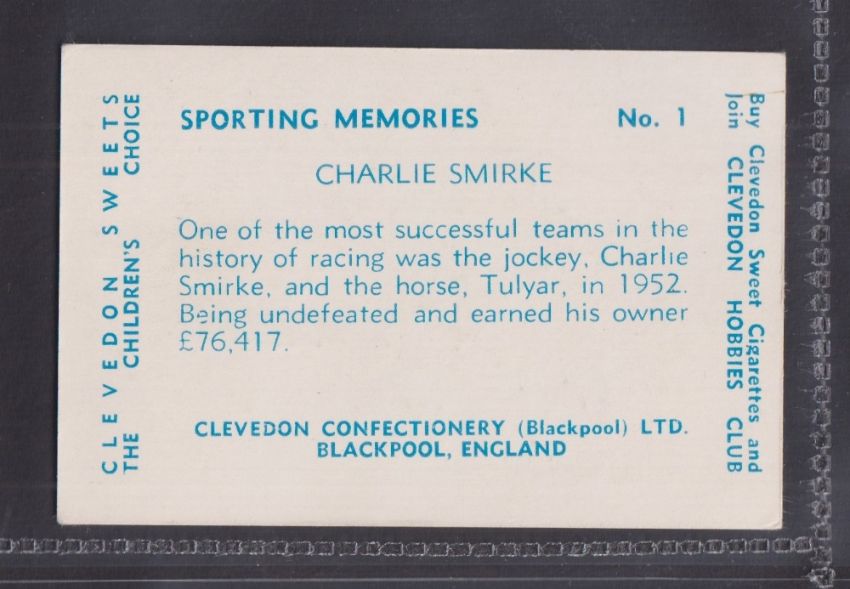 CLEVEDON SWEETS
THE CHILDREN'S CHOICE
SPORTING MEMORIES No. 1
CHARLIE SMIRKE
One of the most successful teams in the
history of racing was the jockey, Charlie
Smirke, and the horse, Tulyar, in 1952.
Being undefeated and earned his owner
£76,417.
CLEVEDON CONFECTIONERY (Blackpool) LTD.
BLACKPOOL, ENGLAND
Buy Clevedon Sweet Cigarettes and
Join CLEVEDON HOBBIES CLUB